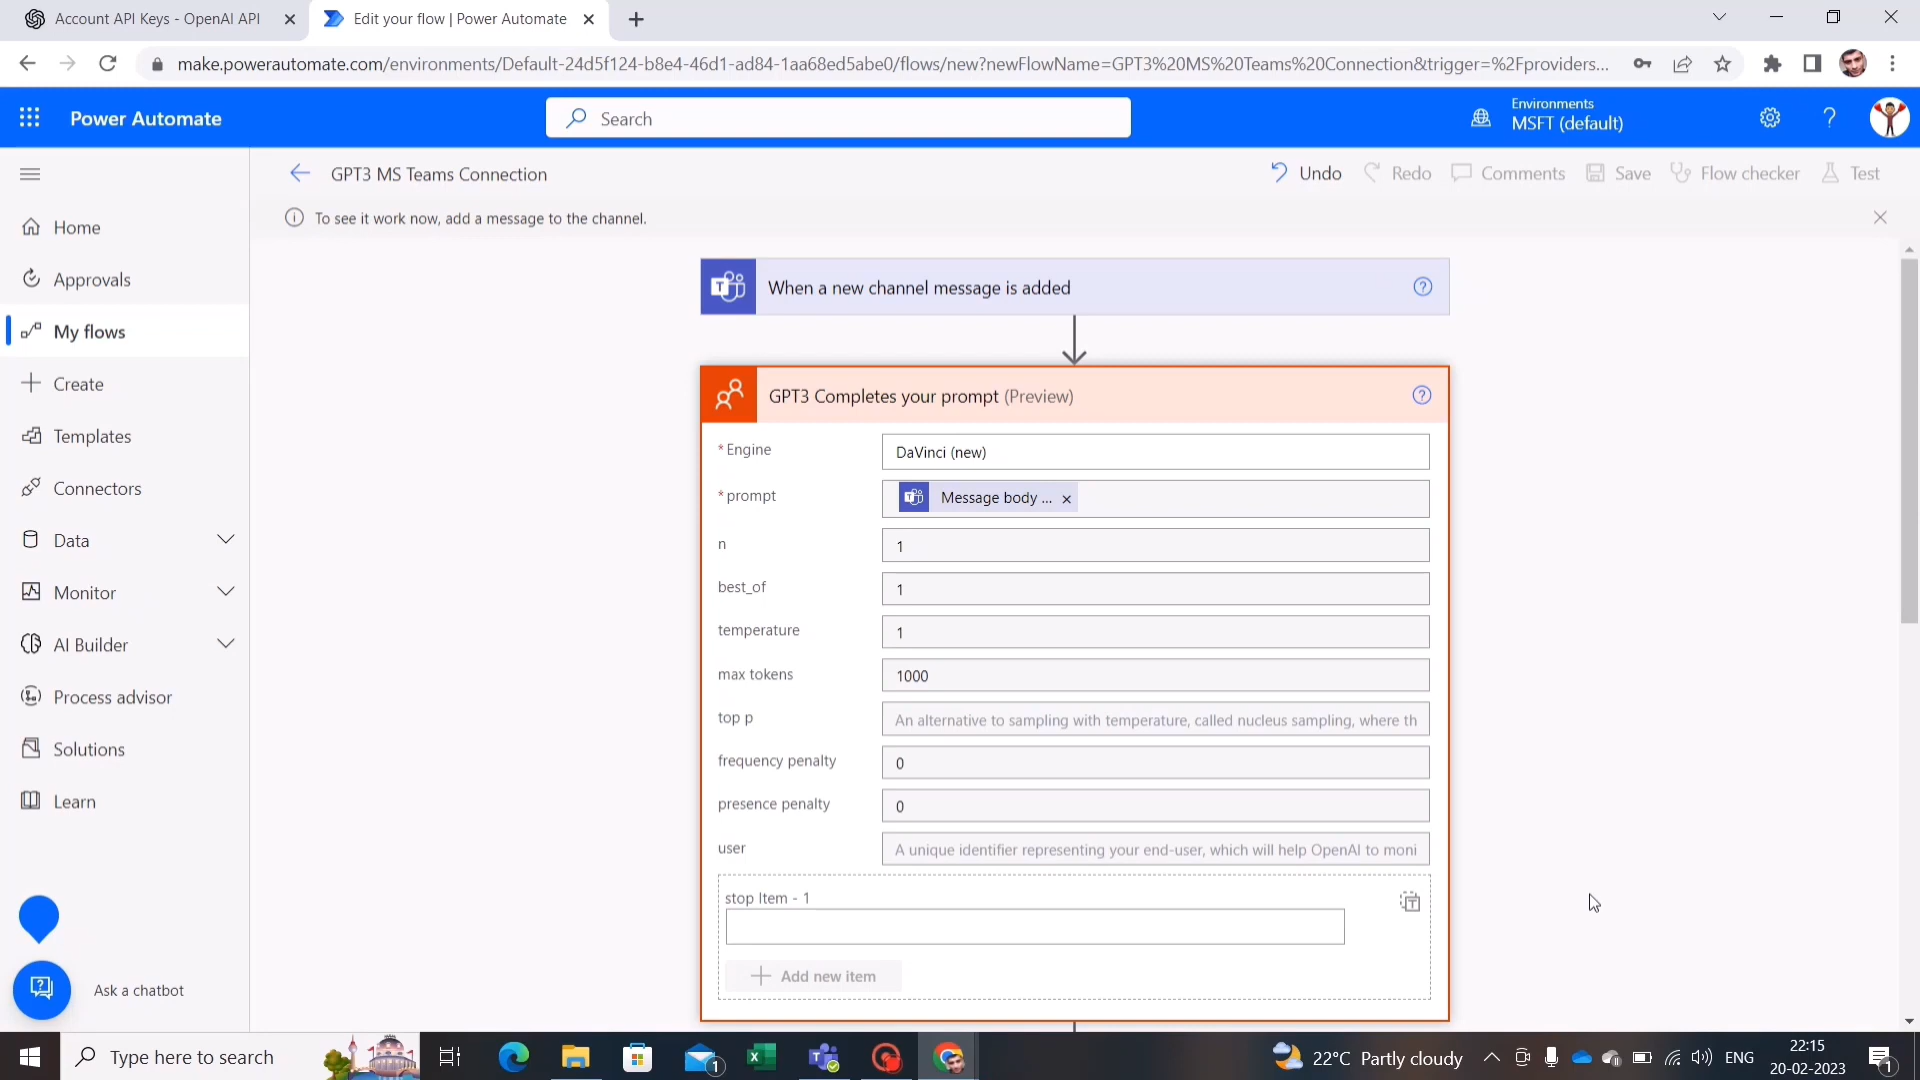 Account API Keys - OpenAI API
Edit your flow | Power Automate
make.powerautomate.com/environments/Default-24d5f124-b8e4-46d1-ad84-1aa68ed5abe0/flows/new?newFlowName=GPT3%20MS%20Teams%20Connection&trigger=%2Fproviders...
Power Automate
Search
Environments
MSFT (default)
GPT3 MS Teams Connection
Undo
Redo
Comments
Save
Flow checker
Test
To see it work now, add a message to the channel.
Home
Approvals
My flows
Create
Templates
Connectors
Data
Monitor
AI Builder
Process advisor
Solutions
Learn
Ask a chatbot
When a new channel message is added
GPT3 Completes your prompt (Preview)
* Engine
DaVinci (new)
* prompt
Message body ... ×
n
1
best_of
1
temperature
1
max tokens
1000
top p
An alternative to sampling with temperature, called nucleus sampling, where th
frequency penalty
0
presence penalty
0
user
A unique identifier representing your end-user, which will help OpenAI to moni
stop Item - 1
Add new item
Type here to search
1
22°C Partly cloudy
ENG
22:15
20-02-2023
1